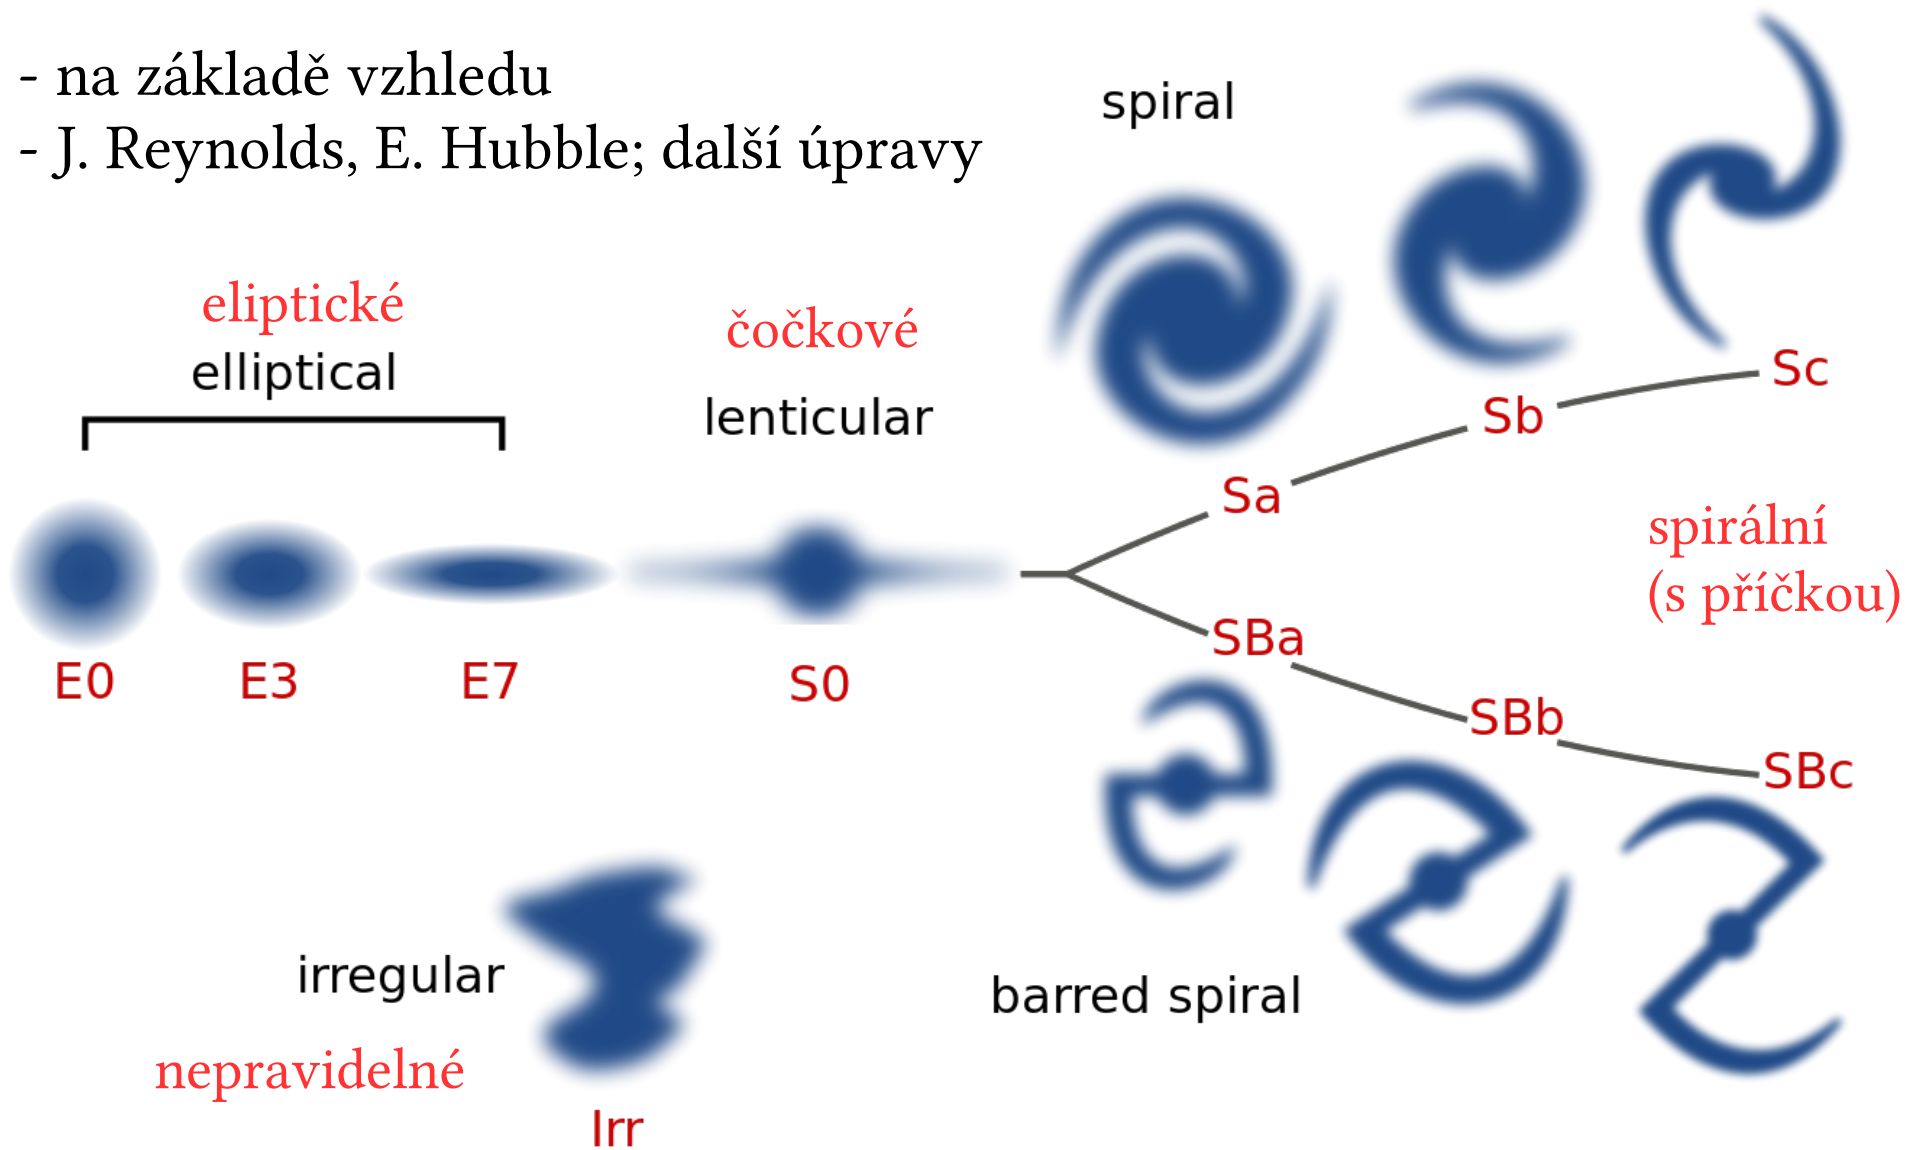 - na základě vzhledu
- J. Reynolds, E. Hubble; další úpravy
spiral
eliptické
elliptical
čočkové
lenticular
Sc
Sb
Sa
spirální
(s příčkou)
E0
E3
E7
S0
SBa
SBb
SBc
irregular
nepravidelné
Irr
barred spiral